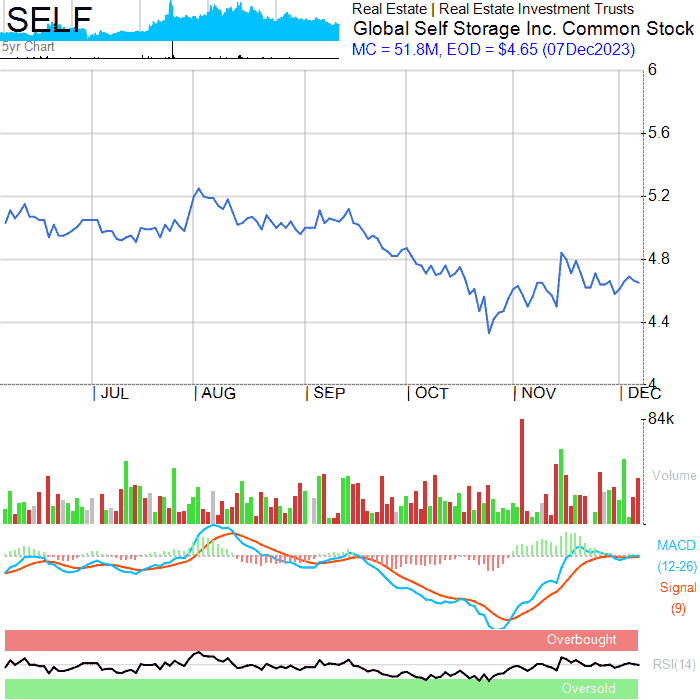 SELF
5yr Chart
Real Estate | Real Estate Investment Trusts
Global Self Storage Inc. Common Stock
MC = 51.8M, EOD = $4.65 (07Dec2023)
6
5.6
5.2
4.8
4.4
4
JUL AUG SEP OCT NOV DEC
84k
Volume
MACD
(12-26)
Signal
(9)
Overbought
RSI(14)
Oversold